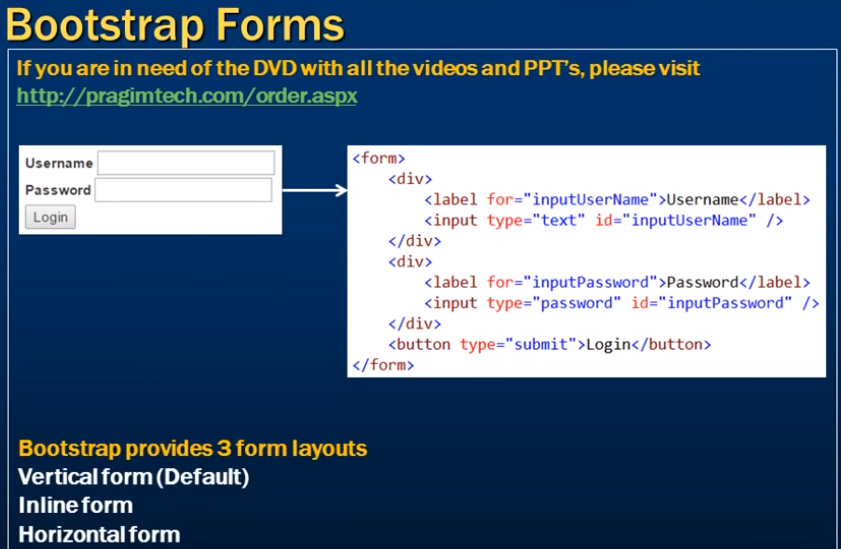 Bootstrap Forms
If you are in need of the DVD with all the videos and PPT's, please visit
http://pragimtech.com/order.aspx
Username
Password
Login
<form>
<div>
<label for="inputUserName">Username</label>
<input type="text" id="inputUserName" />
</div>
<div>
<label for="inputPassword">Password</label>
<input type="password" id="inputPassword" />
</div>
<button type="submit">Login</button>
</form>
Bootstrap provides 3 form layouts
Vertical form (Default)
Inline form
Horizontal form